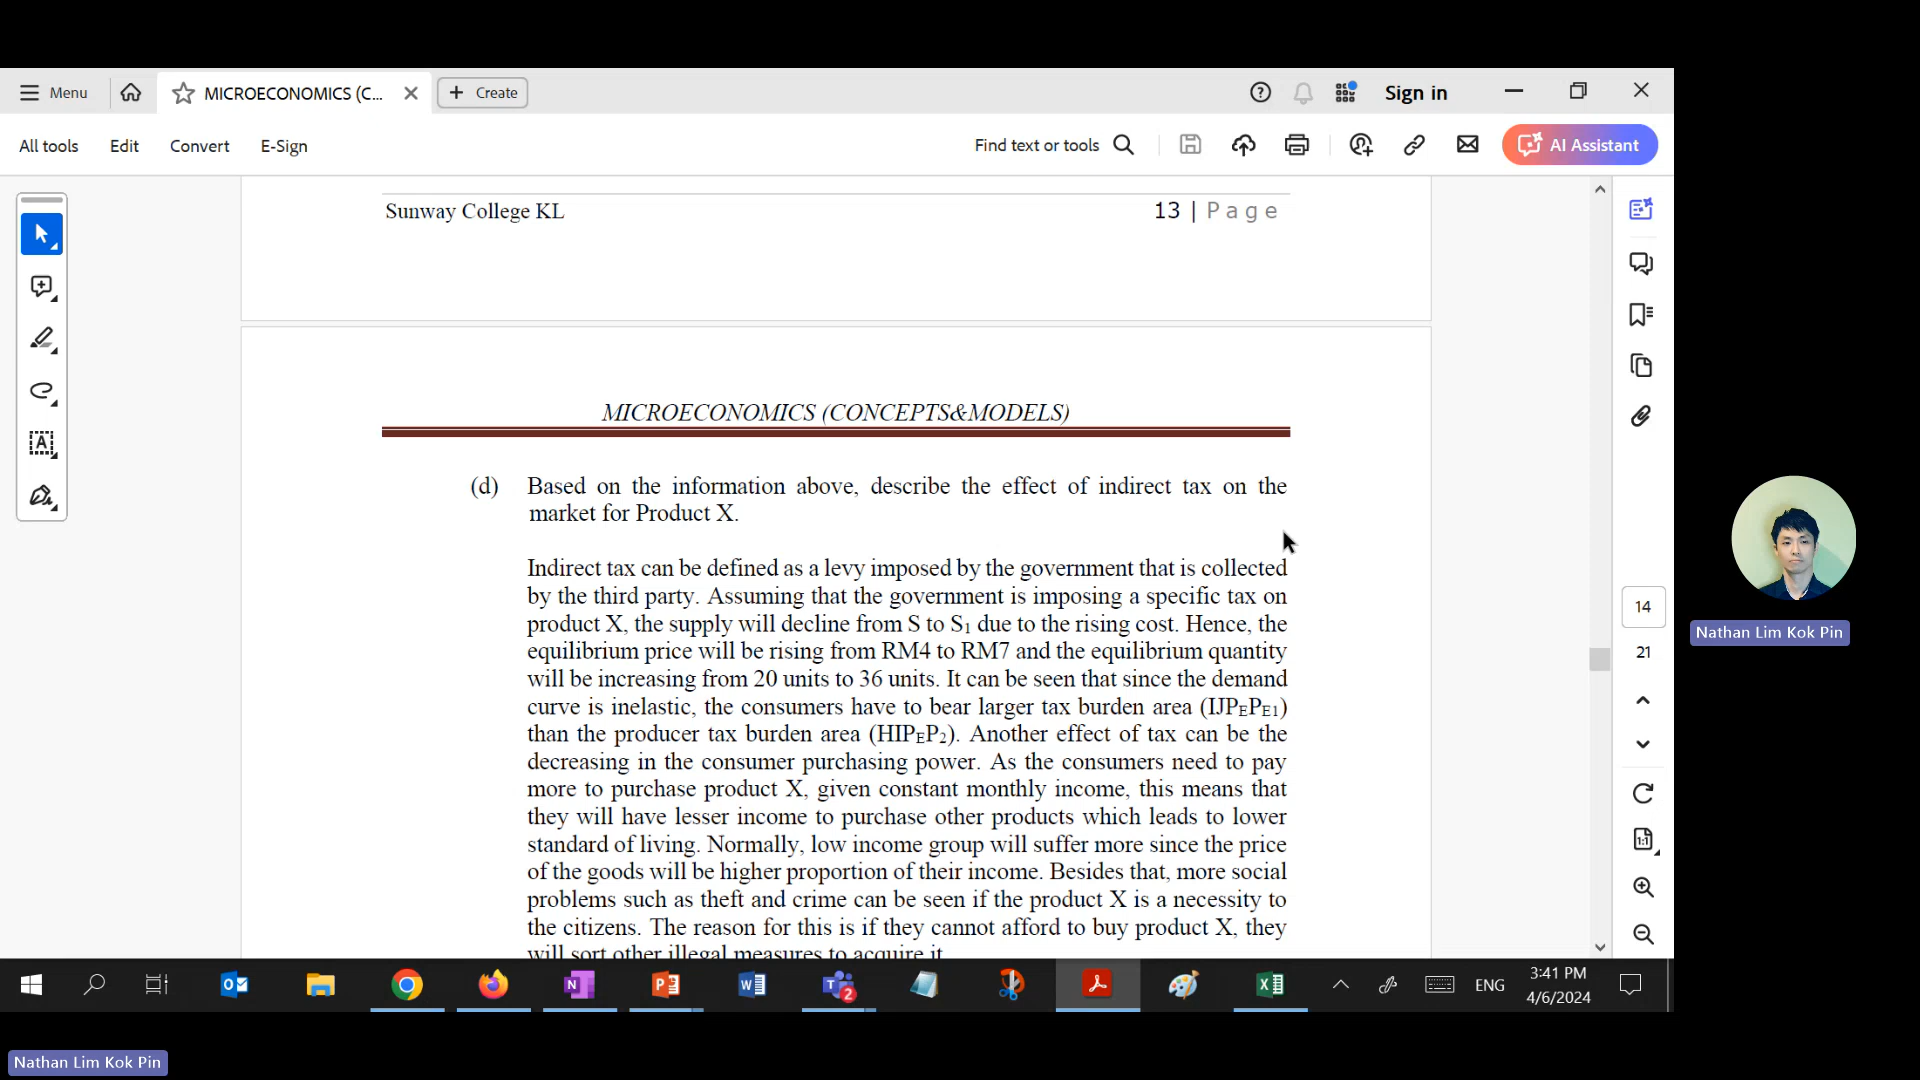 Menu
MICROECONOMICS (C...
Create
Sign in
All tools
Edit
Convert
E-Sign
Find text or tools
AI Assistant
Sunway College KL
13 | Page
MICROECONOMICS (CONCEPTS&MODELS)
(d) Based on the information above, describe the effect of indirect tax on the
market for Product X.
Indirect tax can be defined as a levy imposed by the government that is collected
by the third party. Assuming that the government is imposing a specific tax on
product X, the supply will decline from S to S₁ due to the rising cost. Hence, the
equilibrium price will be rising from RM4 to RM7 and the equilibrium quantity
will be increasing from 20 units to 36 units. It can be seen that since the demand
curve is inelastic, the consumers have to bear larger tax burden area (IJPEPE1)
than the producer tax burden area (HIPEP2). Another effect of tax can be the
decreasing in the consumer purchasing power. As the consumers need to pay
more to purchase product X, given constant monthly income, this means that
they will have lesser income to purchase other products which leads to lower
standard of living. Normally, low income group will suffer more since the price
of the goods will be higher proportion of their income. Besides that, more social
problems such as theft and crime can be seen if the product X is a necessity to
the citizens. The reason for this is if they cannot afford to buy product X, they
will sort other illegal measures to acquire it
14
21
1:1
Nathan Lim Kok Pin
2
ENG
3:41 PM
4/6/2024
Nathan Lim Kok Pin